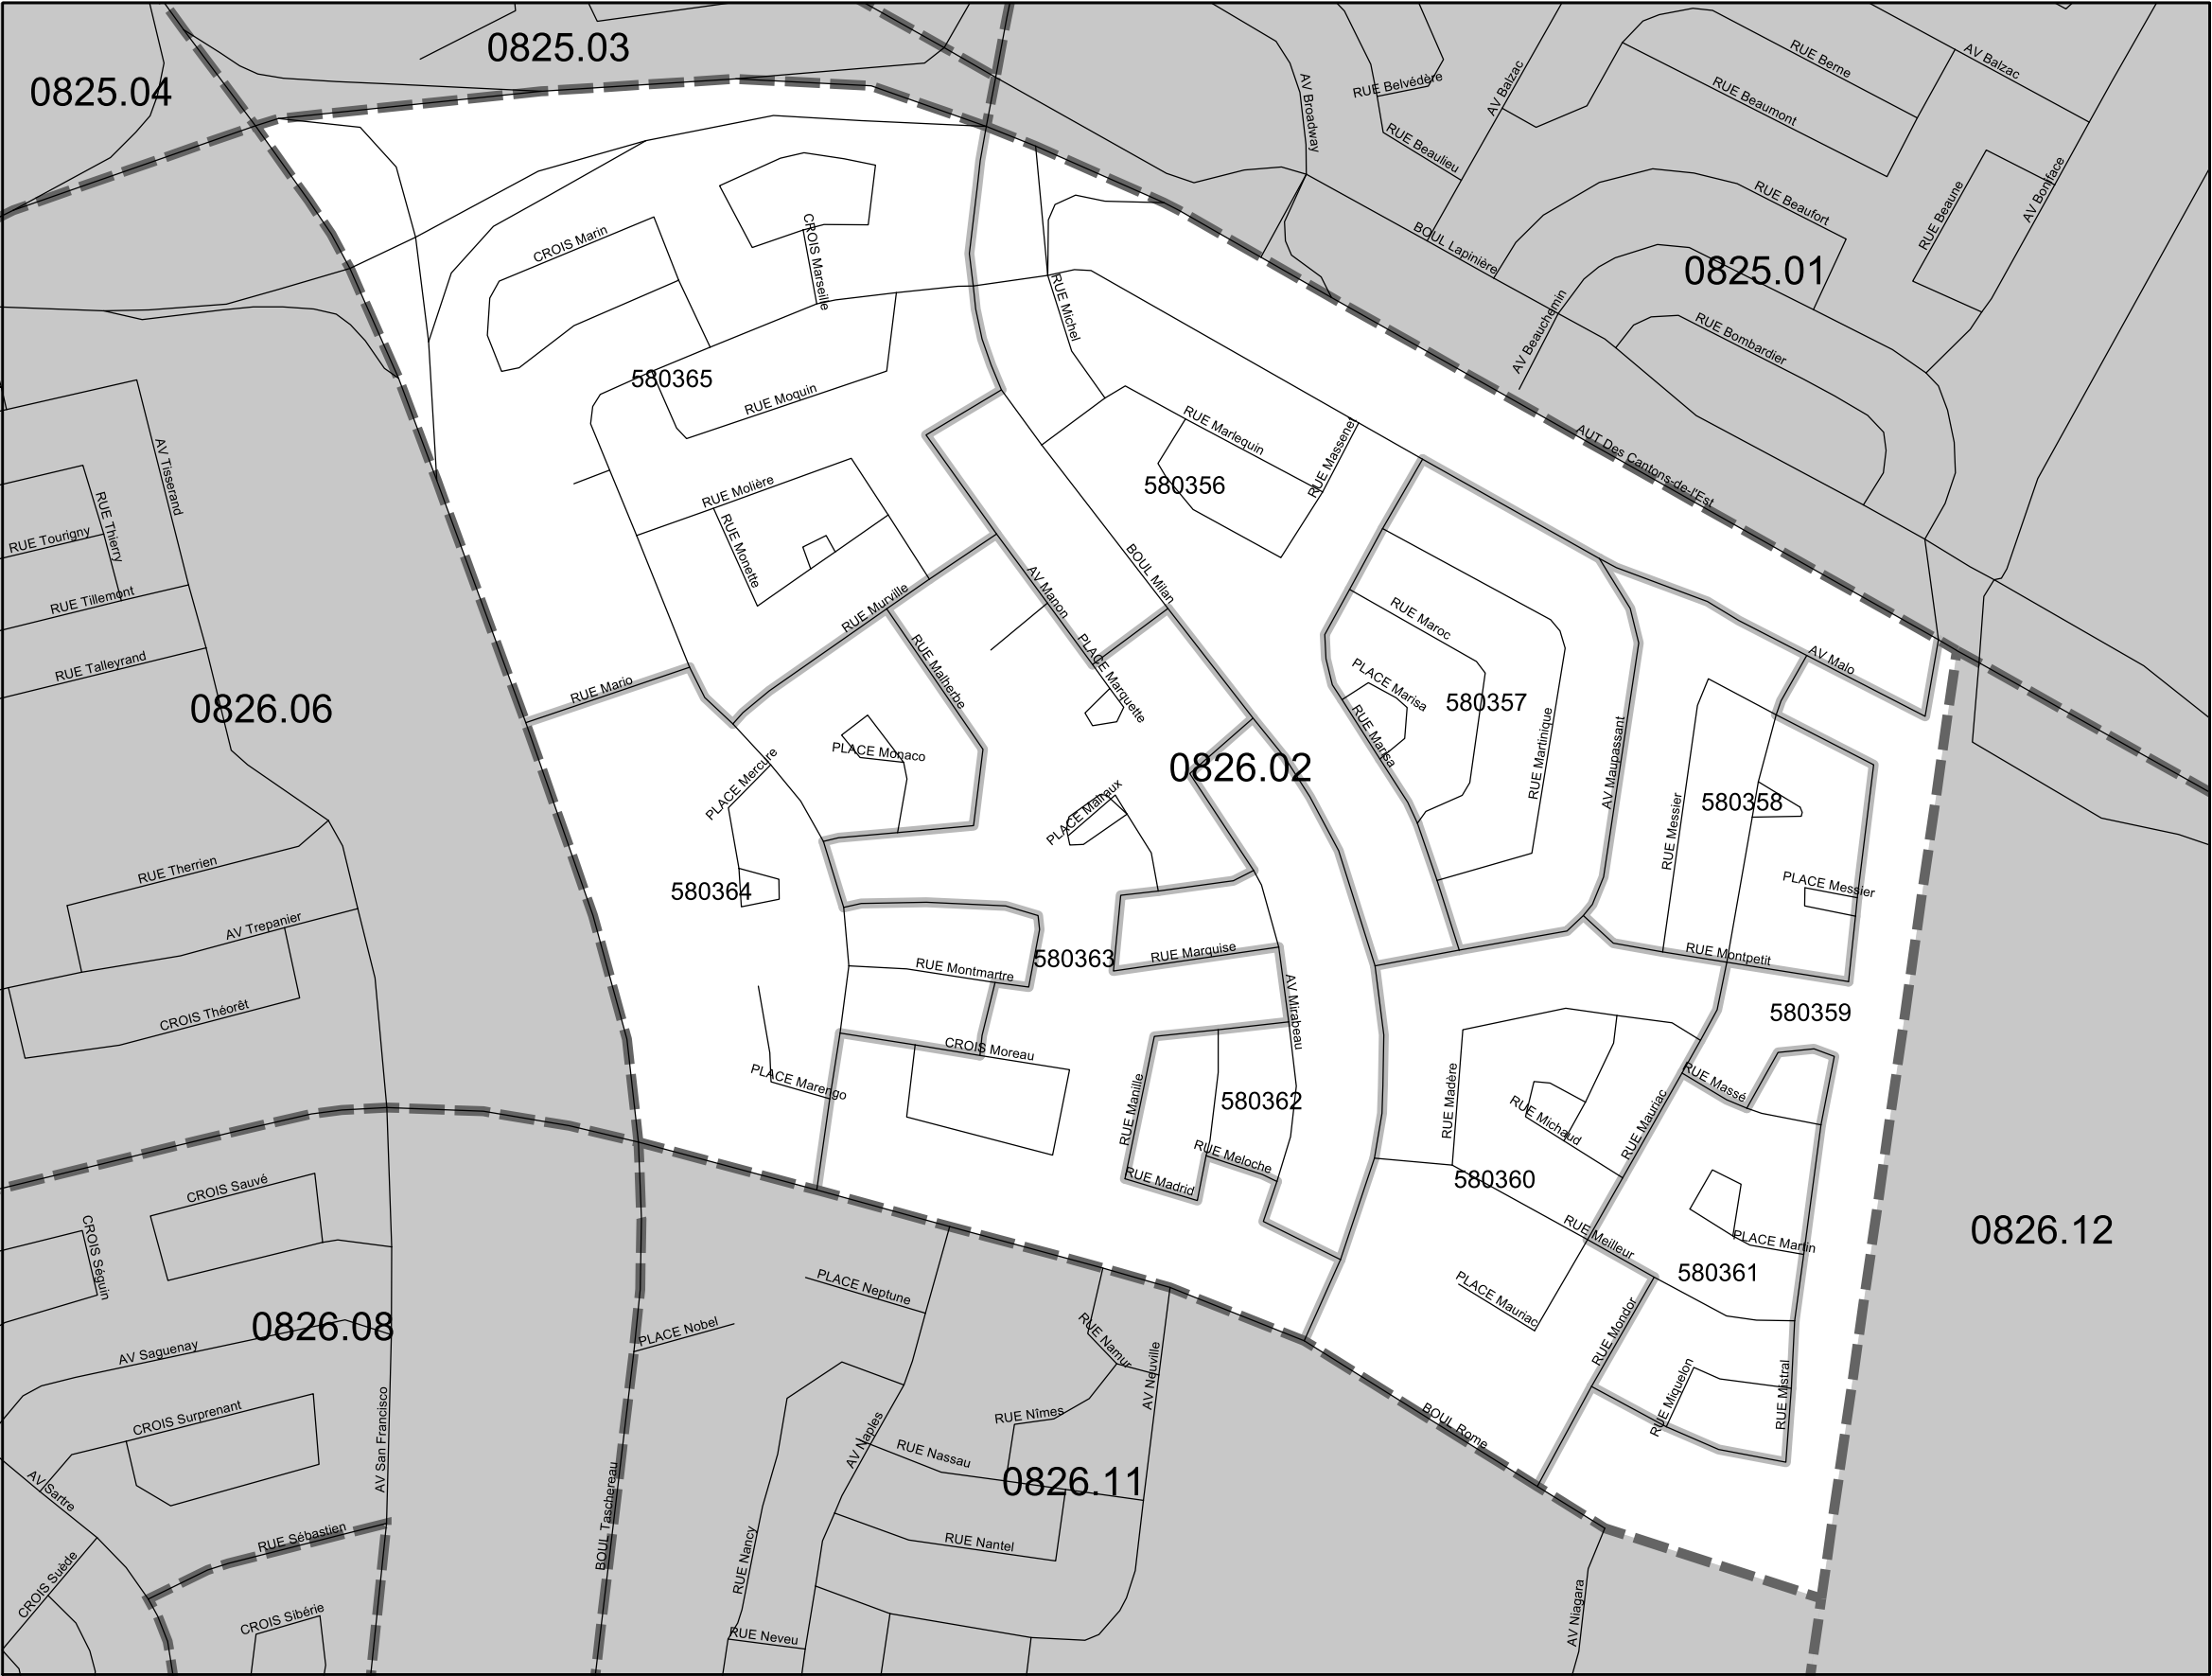 0825.03
0825.04
AV Broadway
RUE Belvédère
RUE Beaulieu
AV Balzac
RUE Berne
RUE Beaumont
AV Balzac
AV Boniface
RUE Beaune
RUE Beaufort
BOUL Lapinière
0825.01
AV Beauchemin
RUE Bombardier
AUT Des Cantons-de-l'Est
CROIS Marin
CROIS Marseille
RUE Michel
580365
RUE Moquin
RUE Marlequin
RUE Massenet
580356
RUE Molière
RUE Monette
BOUL Milan
AV Manon
RUE Murville
RUE Malherbe
PLACE Marquette
RUE Mario
RUE Maroc
PLACE Marisa
RUE Marisa
580357
RUE Martinique
AV Maupassant
AV Malo
AV Tisserand
RUE Thierry
RUE Tourigny
RUE Tillemont
RUE Talleyrand
0826.06
PLACE Monaco
PLACE Mercure
0826.02
PLACE Malraux
RUE Messier
580358
PLACE Messier
580364
RUE Therrien
AV Trepanier
CROIS Théorêt
RUE Montmartre
580363
RUE Marquise
AV Mirabeau
RUE Montpetit
580359
CROIS Moreau
PLACE Marengo
RUE Manille
580362
RUE Meloche
RUE Madrid
RUE Madère
RUE Michaud
RUE Mauriac
RUE Massé
580360
RUE Meilleur
PLACE Martin
580361
PLACE Mauriac
RUE Mondor
RUE Miquelon
RUE Mistral
0826.12
CROIS Sauvé
CROIS Séguin
0826.08
AV Saguenay
CROIS Surprenant
AV San Francisco
AV Sartre
RUE Sébastien
CROIS Suède
CROIS Sibérie
BOUL Taschereau
PLACE Nobel
PLACE Neptune
RUE Namur
AV Neuville
RUE Nîmes
AV Naples
RUE Nassau
0826.11
RUE Nantel
RUE Nancy
RUE Neveu
BOUL Rome
AV Niagara